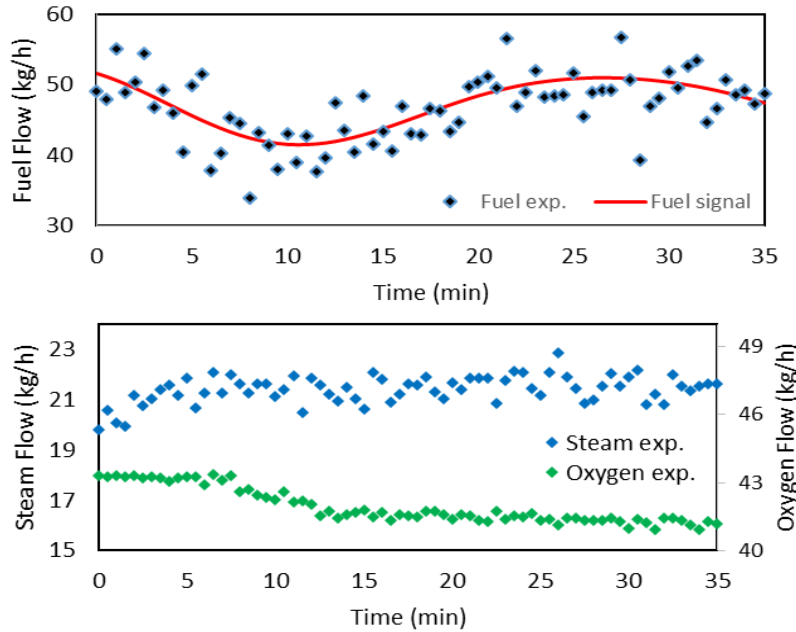 60
50
40
30
Fuel Flow (kg/h)
Fuel exp.
Fuel signal
0 5 10 15 20 25 30 35
Time (min)
23
21
19
17
15
Steam Flow (kg/h)
49
46
43
40
Oxygen Flow (kg/h)
Steam exp.
Oxygen exp.
0 5 10 15 20 25 30 35
Time (min)